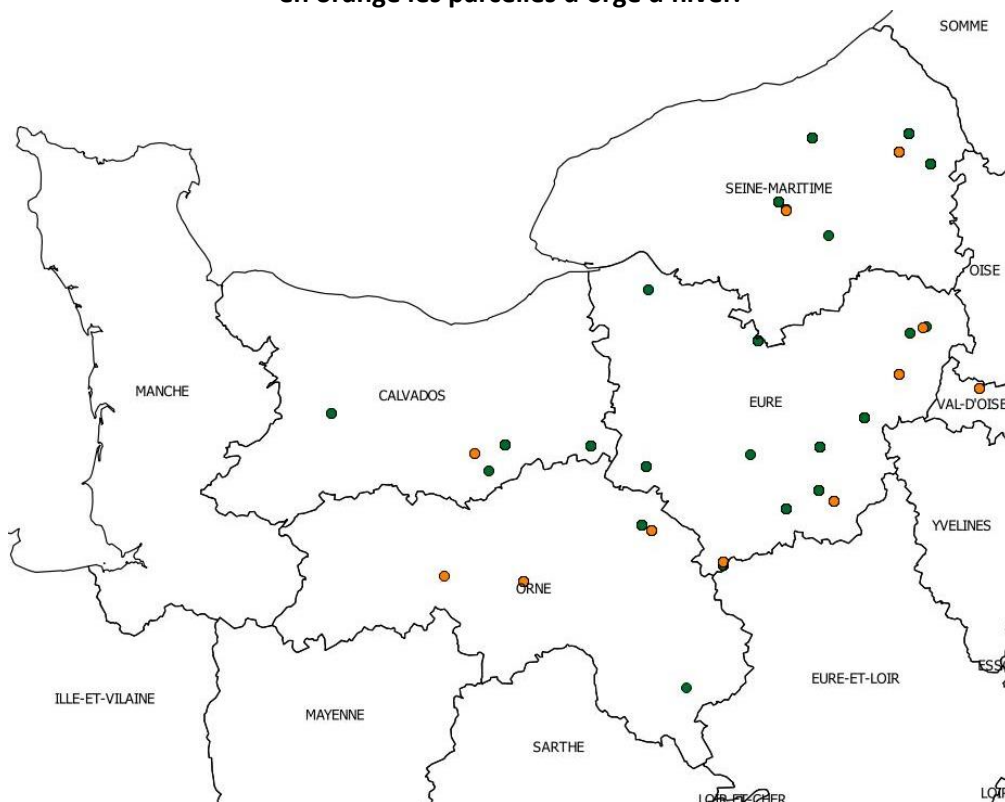 en orange les parcelles d'orge d'hiver.
SOMME
SEINE-MARITIME
OISE
MANCHE
CALVADOS
EURE
VAL-D'OISE
YVELINES
ORNE
ILLE-ET-VILAINE
MAYENNE
SARTHE
EURE-ET-LOIR
LOIR-ET-CHER